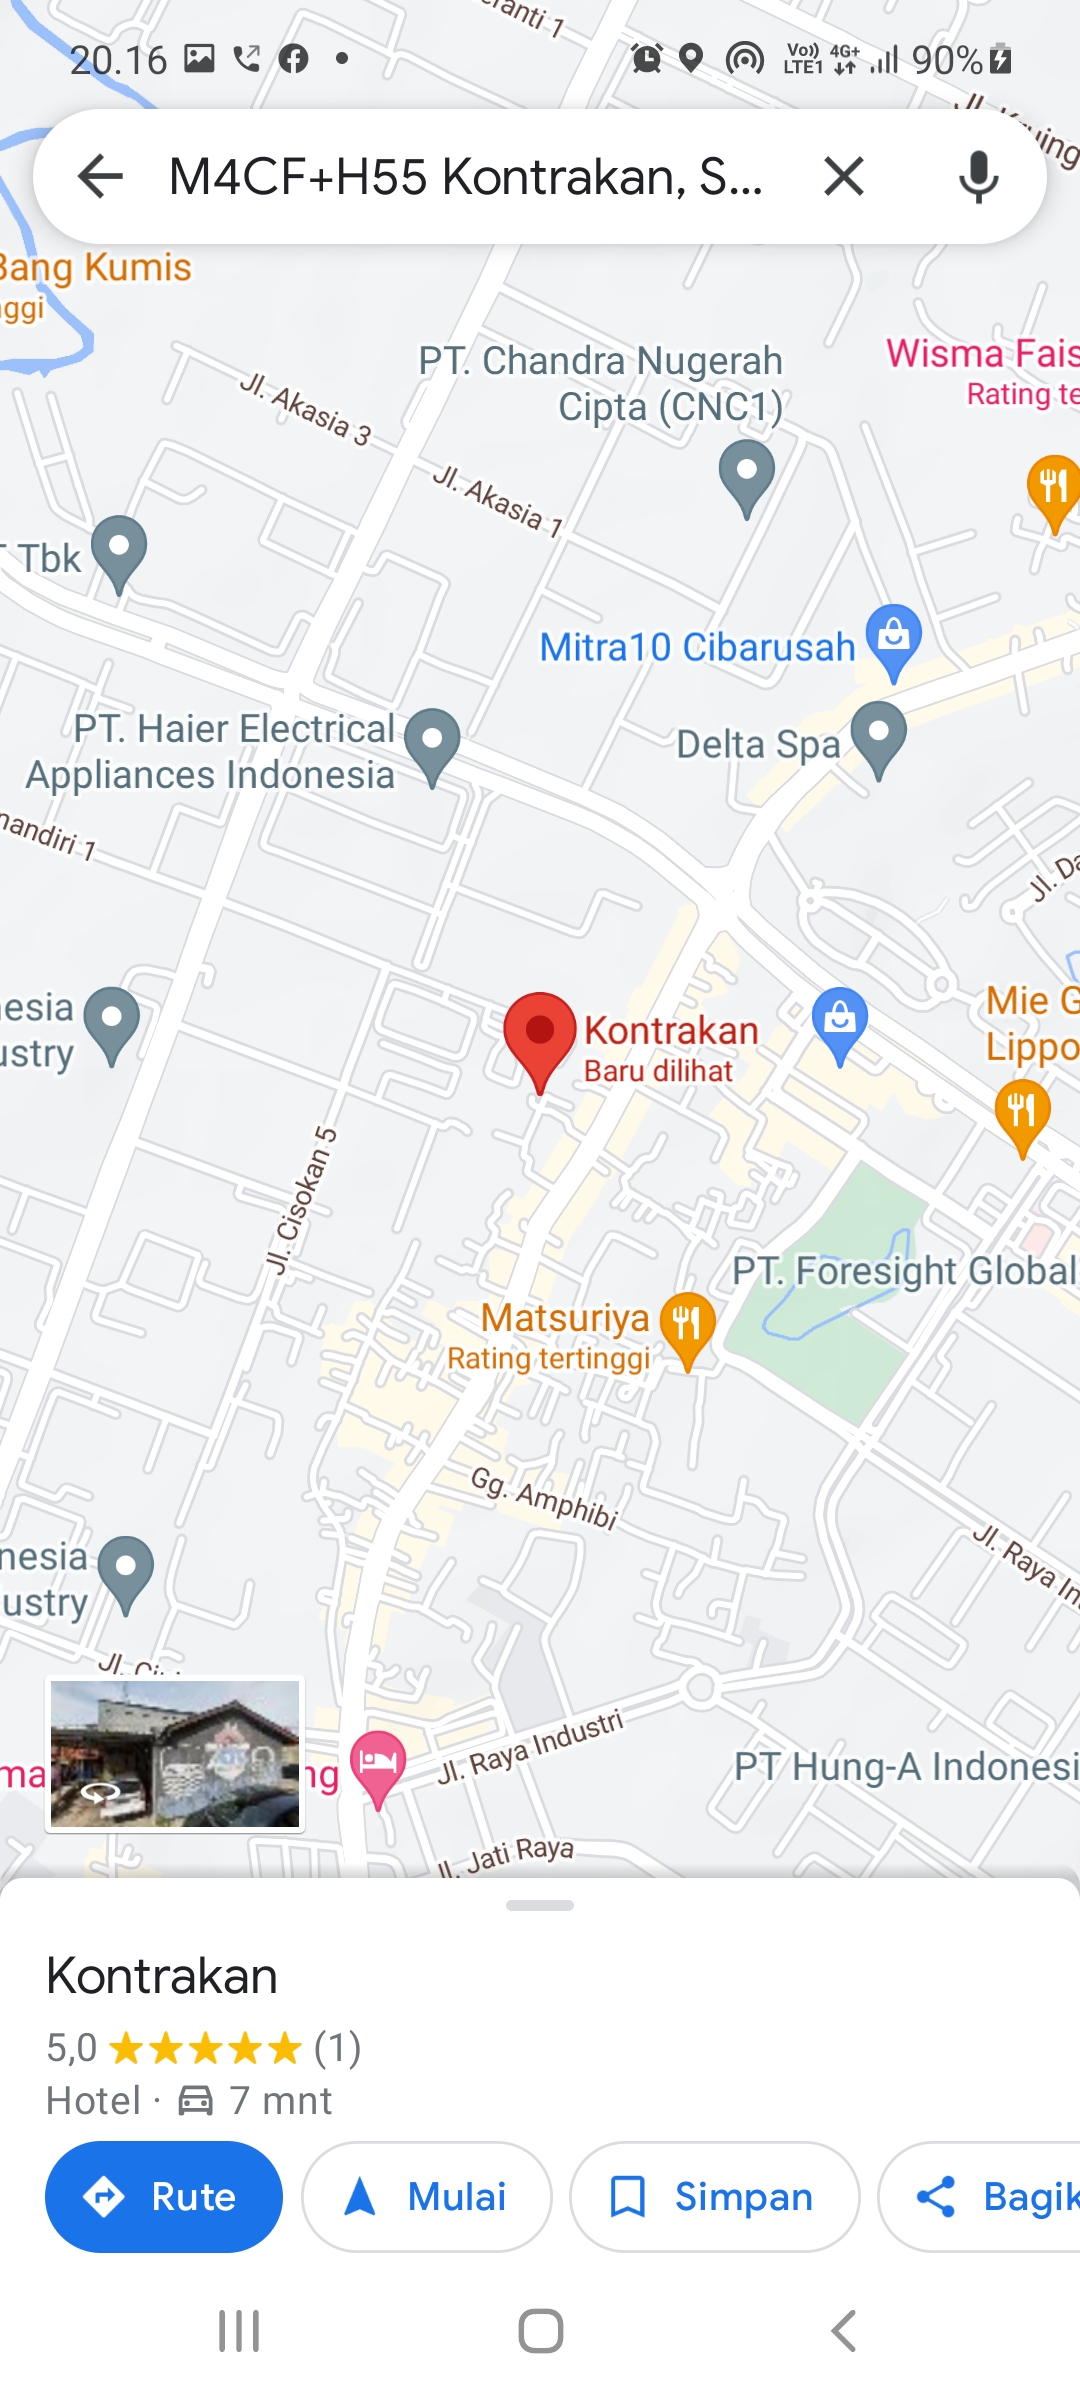 ranti 1
20.16
Vo))
LTE1
4G+
90%
M4CF+H55 Kontrakan, S...
Bang Kumis
nggi
PT. Chandra Nugerah
Cipta (CNC1)
Wisma Fais
Rating te
Jl. Akasia 3
Jl. Akasia 1
T Tbk
Mitra10 Cibarusah
PT. Haier Electrical
Appliances Indonesia
Delta Spa
nandiri 1
Jl. Da
esia
ustry
Kontrakan
Baru dilihat
Mie G
Lippo
Jl. Cisokan 5
PT. Foresight Global
Matsuriya
Rating tertinggi
Gg. Amphibi
Jl. Raya In
nesia
ustry
ma
ng
Jl. Raya Industri
PT Hung-A Indonesi
Jl. Jati Raya
Kontrakan
5,0 ★★★★★ (1)
Hotel · 7 mnt
Rute
Mulai
Simpan
Bagik